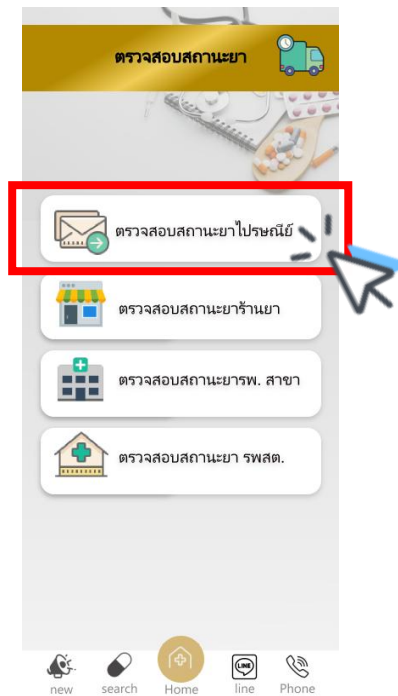 ตรวจสอบสถานะยา
ตรวจสอบสถานะยาไปรษณีย์
ตรวจสอบสถานะยาร้านยา
ตรวจสอบสถานะยารพ. สาขา
ตรวจสอบสถานะยา รพสต.
LINE
new search Home line Phone